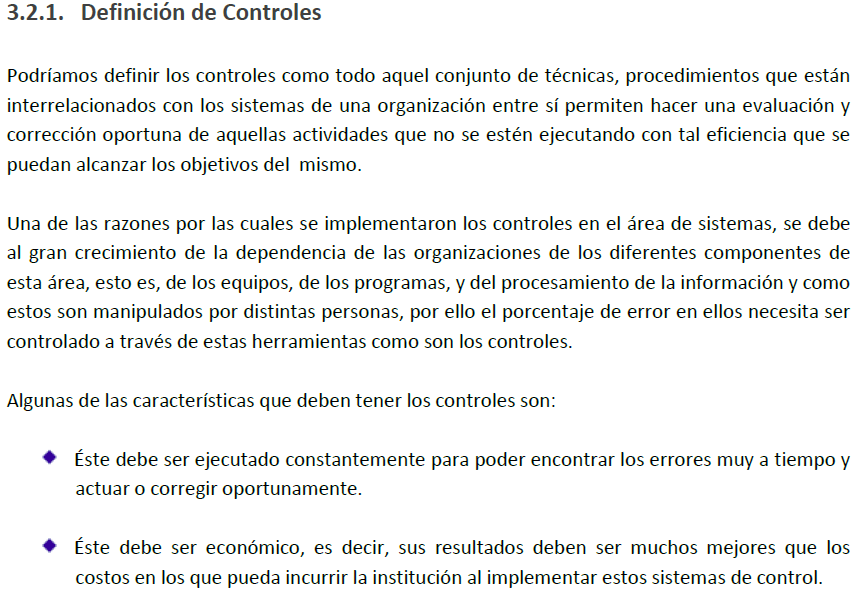 3.2.1. Definición de Controles
Podríamos definir los controles como todo aquel conjunto de técnicas, procedimientos que están
interrelacionados con los sistemas de una organización entre sí permiten hacer una evaluación y
corrección oportuna de aquellas actividades que no se estén ejecutando con tal eficiencia que se
puedan alcanzar los objetivos del mismo.
Una de las razones por las cuales se implementaron los controles en el área de sistemas, se debe
al gran crecimiento de la dependencia de las organizaciones de los diferentes componentes de
esta área, esto es, de los equipos, de los programas, y del procesamiento de la información y como
estos son manipulados por distintas personas, por ello el porcentaje de error en ellos necesita ser
controlado a través de estas herramientas como son los controles.
Algunas de las características que deben tener los controles son:
◆ Éste debe ser ejecutado constantemente para poder encontrar los errores muy a tiempo y
actuar o corregir oportunamente.
◆ Éste debe ser económico, es decir, sus resultados deben ser muchos mejores que los
costos en los que pueda incurrir la institución al implementar estos sistemas de control.